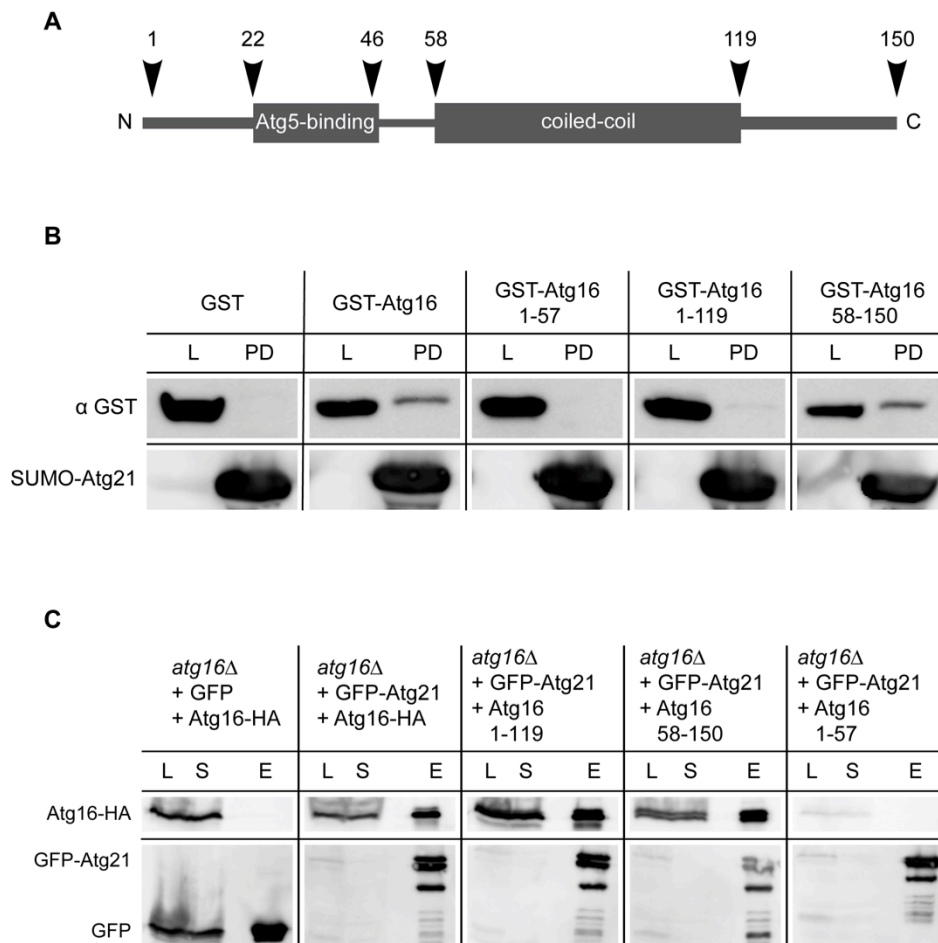 A
1 22 46 58 119 150
N Atg5-binding coiled-coil C
B
GST GST-Atg16 GST-Atg16 1-57 GST-Atg16 1-119 GST-Atg16 58-150
L PD L PD L PD L PD L PD
α GST
SUMO-Atg21
C
atg16Δ atg16Δ atg16Δ atg16Δ atg16Δ
+ GFP + GFP-Atg21 + GFP-Atg21 + GFP-Atg21 + GFP-Atg21
+ Atg16-HA + Atg16-HA + Atg16 + Atg16 + Atg16
1-119 58-150 1-57
L S E L S E L S E L S E L S E
Atg16-HA
GFP-Atg21
GFP